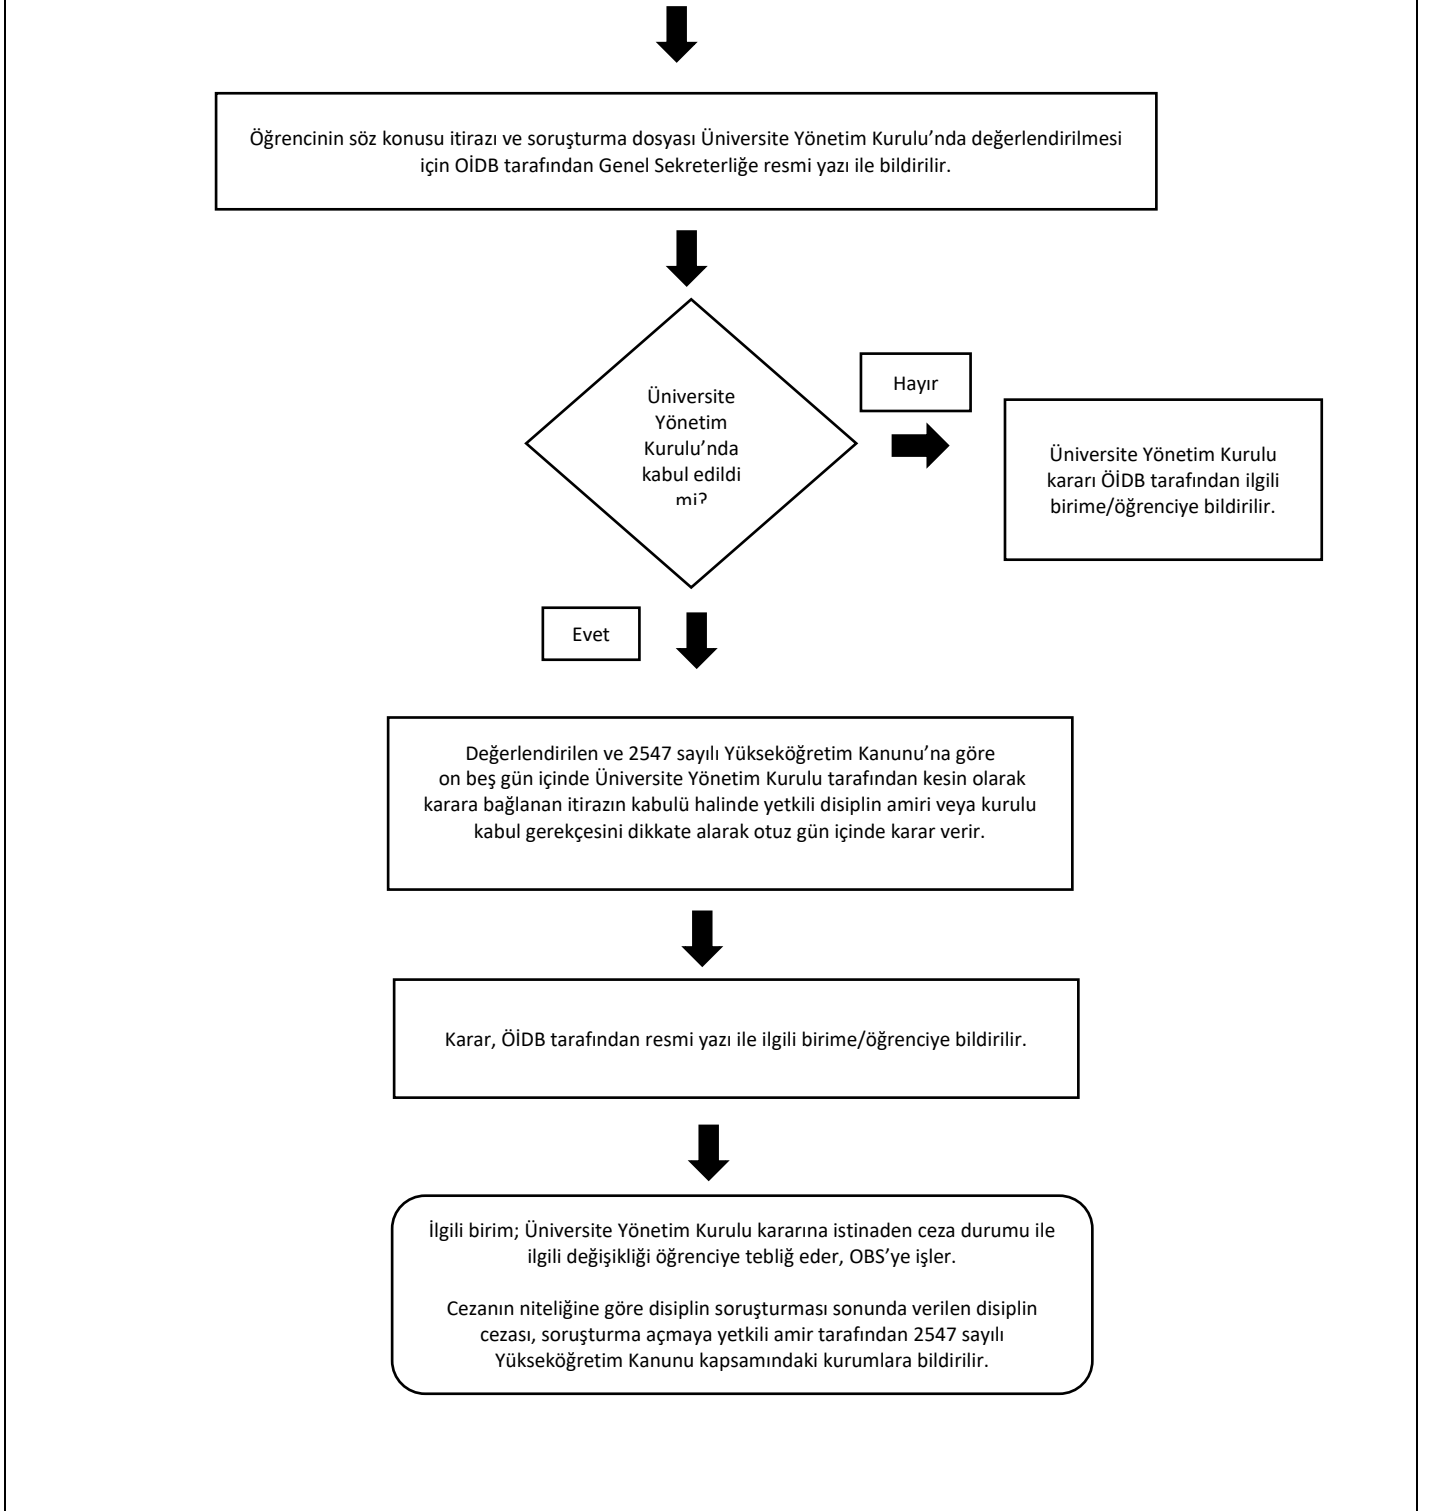 Öğrencinin söz konusu itirazı ve soruşturma dosyası Üniversite Yönetim Kurulu’nda değerlendirilmesi
için OİDB tarafından Genel Sekreterliğe resmi yazı ile bildirilir.
Üniversite
Yönetim
Kurulu’nda
kabul edildi
mi?
Hayır
Üniversite Yönetim Kurulu
kararı ÖİDB tarafından ilgili
birime/öğrenciye bildirilir.
Evet
Değerlendirilen ve 2547 sayılı Yükseköğretim Kanunu’na göre
on beş gün içinde Üniversite Yönetim Kurulu tarafından kesin olarak
karara bağlanan itirazın kabulü halinde yetkili disiplin amiri veya kurulu
kabul gerekçesini dikkate alarak otuz gün içinde karar verir.
Karar, ÖİDB tarafından resmi yazı ile ilgili birime/öğrenciye bildirilir.
İlgili birim; Üniversite Yönetim Kurulu kararına istinaden ceza durumu ile
ilgili değişikliği öğrenciye tebliğ eder, OBS’ye işler.
Cezanın niteliğine göre disiplin soruşturması sonunda verilen disiplin
cezası, soruşturma açmaya yetkili amir tarafından 2547 sayılı
Yükseköğretim Kanunu kapsamındaki kurumlara bildirilir.